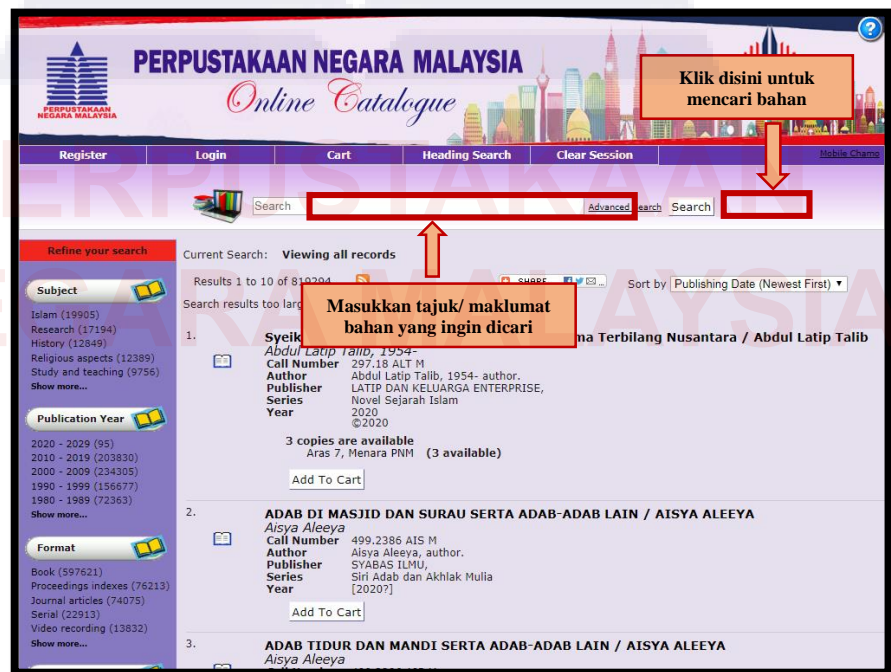 PERPUSTAKAAN NEGARA MALAYSIA
Online Catalogue
PERPUSTAKAAN
NEGARA MALAYSIA
?
Klik disini untuk
mencari bahan
Register Login Cart Heading Search Clear Session Mobile Champ
Search Advanced Search Search
Refine your search
Subject
Islam (19905)
Research (17194)
History (12849)
Religious aspects (12389)
Study and teaching (9756)
Show more...
Publication Year
2020 - 2029 (95)
2010 - 2019 (203830)
2000 - 2009 (234305)
1990 - 1999 (156677)
1980 - 1989 (72363)
Show more...
Format
Book (597621)
Proceedings indexes (76213)
Journal articles (74075)
Serial (22913)
Video recording (13832)
Show more...
Current Search: Viewing all records
Results 1 to 10 of 819294
SHARE
Sort by Publishing Date (Newest First)
Search results too
Masukkan tajuk/ maklumat
bahan yang ingin dicari
1. Terbilang Nusantara / Abdul Latip Talib
Abdul Latip Talib, 1954-
Call Number 297.18 ALT M
Author Abdul Latip Talib, 1954- author.
Publisher LATIP DAN KELUARGA ENTERPRISE,
Series Novel Sejarah Islam
Year 2020
©2020
3 copies are available
Aras 7, Menara PNM (3 available)
Add To Cart
2. ADAB DI MASJID DAN SURAU SERTA ADAB-ADAB LAIN / AISYA ALEEYA
Aisya Aleeya
Call Number 499.2386 AIS M
Author Aisya Aleeya, author.
Publisher SYABAS ILMU,
Series Siri Adab dan Akhlak Mulia
Year [2020?]
Add To Cart
3. ADAB TIDUR DAN MANDI SERTA ADAB-ADAB LAIN / AISYA ALEEYA
Aisya Aleeya